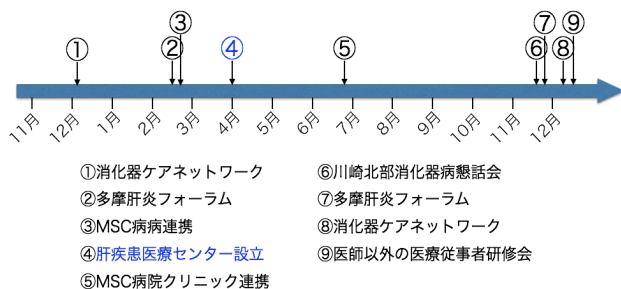 ③ ⑦ ⑨
① ② ④ ⑤ ⑥ ⑧
11月 12月 1月 2月 3月 4月 5月 6月 7月 8月 9月 10月 11月 12月
①消化器ケアネットワーク
②多摩肝炎フォーラム
③MSC病病連携
④肝疾患医療センター設立
⑤MSC病院クリニック連携
⑥川崎北部消化器病懇話会
⑦多摩肝炎フォーラム
⑧消化器ケアネットワーク
⑨医師以外の医療従事者研修会